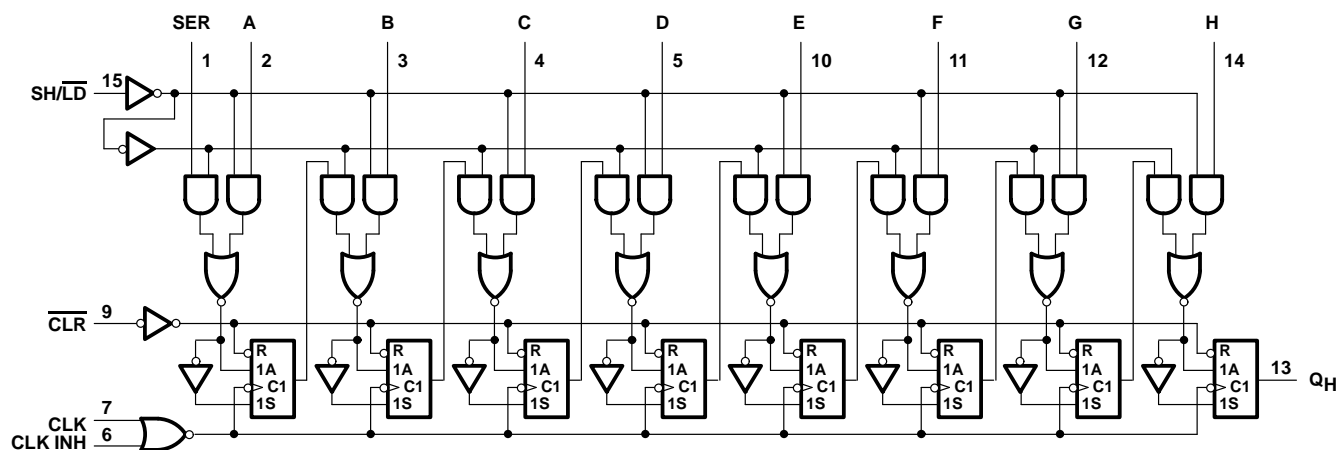 SER A B C D E F G H
1 2 3 4 5 10 11 12 14
SH/LD 15
CLR 9
R R R R R R R R
1A 1A 1A 1A 1A 1A 1A 1A
C1 C1 C1 C1 C1 C1 C1 C1
1S 1S 1S 1S 1S 1S 1S 1S
13 QH
CLK 7
CLK INH 6